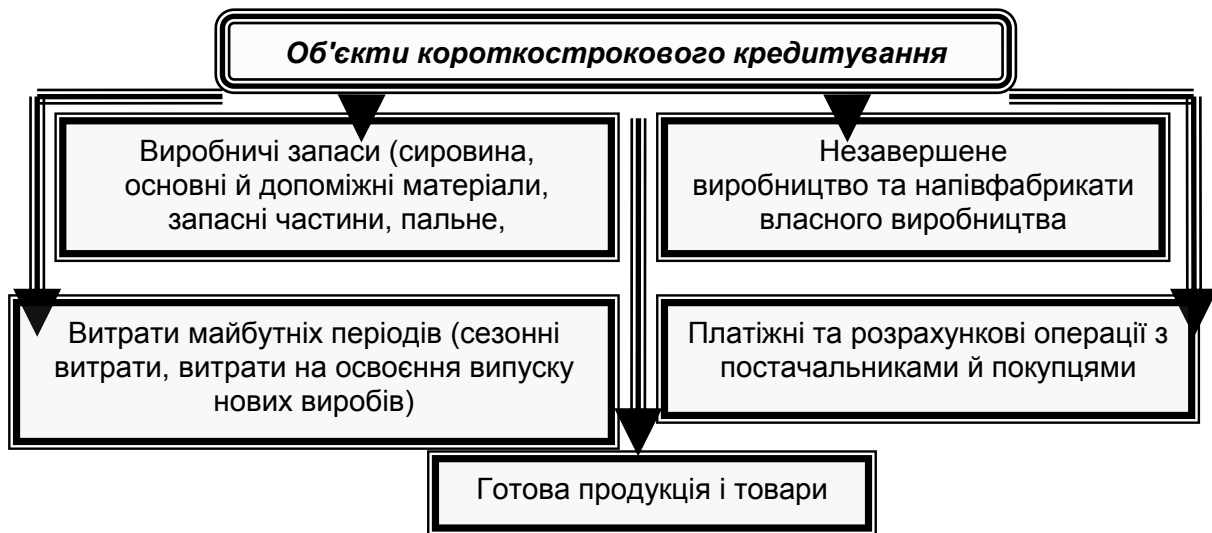 Об'єкти короткострокового кредитування
Виробничі запаси (сировина,
основні й допоміжні матеріали,
запасні частини, пальне,
Незавершене
виробництво та напівфабрикати
власного виробництва
Витрати майбутніх періодів (сезонні
витрати, витрати на освоєння випуску
нових виробів)
Платіжні та розрахункові операції з
постачальниками й покупцями
Готова продукція і товари